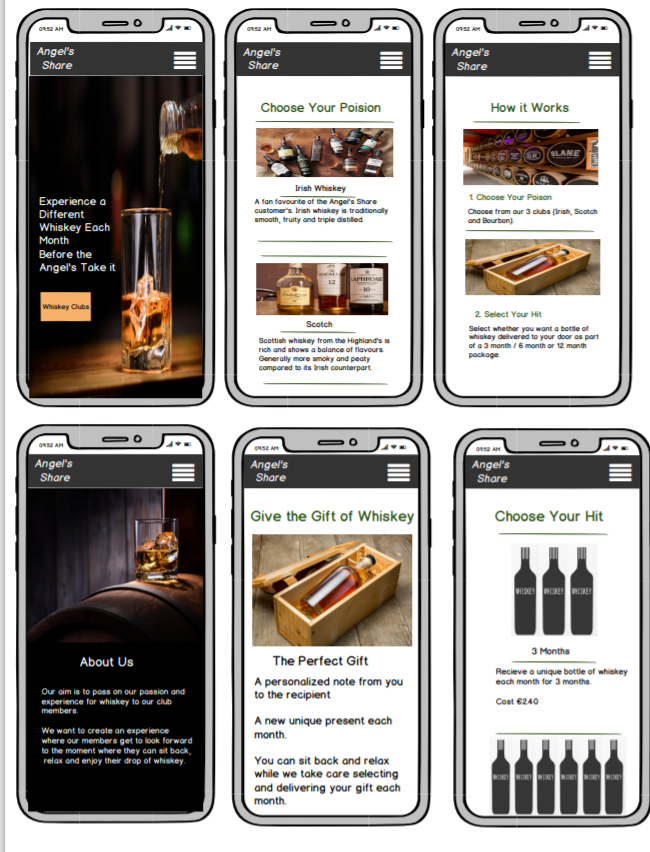 09:52 AM
Angel's
Share
Experience a
Different
Whiskey Each
Month
Before the
Angel's Take it
Whiskey Clubs
09:52 AM
Angel's
Share
Choose Your Poision
Irish Whiskey
A fan favourite of the Angel's Share
customer's. Irish whiskey is traditionally
smooth, fruity and triple distilled.
12
LAPHROAIG
10
Scotch
Scottish whiskey from the Highland's is
rich and shows a balance of flavours.
Generally more smoky and peaty
compared to its Irish counterpart.
09:52 AM
Angel's
Share
How it Works
SLANE
1. Choose Your Poison
Choose from our 3 clubs (Irish, Scotch
and Bourbon).
2. Select Your Hit
Select whether you want a bottle of
whiskey delivered to your door as part
of a 3 month / 6 month or 12 month
package.
09:52 AM
Angel's
Share
About Us
Our aim is to pass on our passion and
experience for whiskey to our club
members.
We want to create an experience
where our members get to look forward
to the moment where they can sit back,
relax and enjoy their drop of whiskey.
09:52 AM
Angel's
Share
Give the Gift of Whiskey
The Perfect Gift
A personalized note from you
to the recipient
A new unique present each
month.
You can sit back and relax
while we take care selecting
and delivering your gift each
month.
09:52 AM
Angel's
Share
Choose Your Hit
WHISKEY WHISKEY WHISKEY
3 Months
Recieve a unique bottle of whiskey
each month for 3 months.
Cost €240
WHISKEY WHISKEY WHISKEY WHISKEY WHISKEY WHISKEY